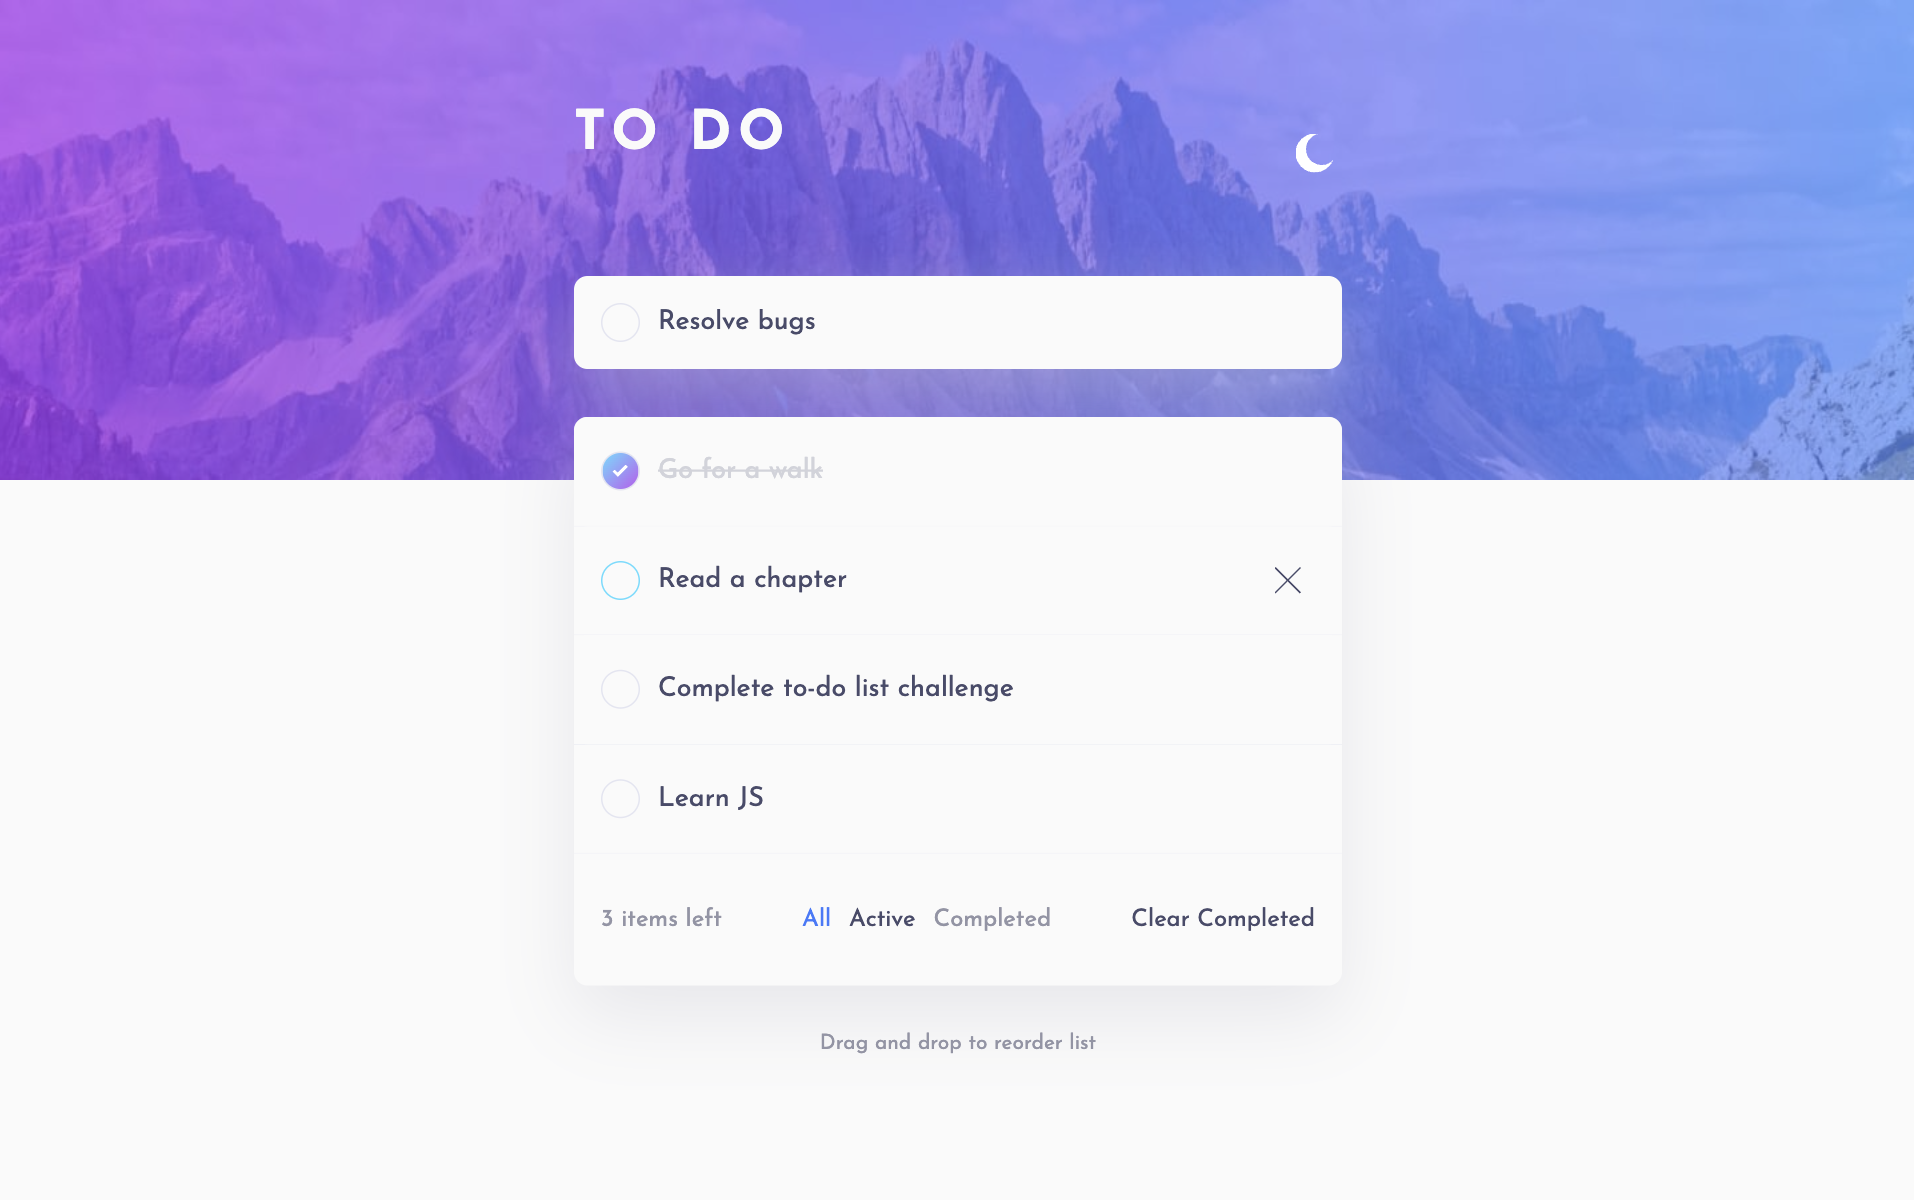 TO DO
Resolve bugs
Go for a walk
Read a chapter
Complete to-do list challenge
Learn JS
3 items left All Active Completed Clear Completed
Drag and drop to reorder list